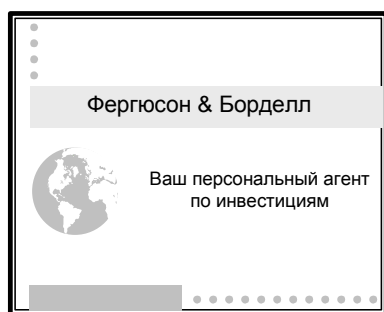 Фергюсон & Борделл
Ваш персональный агент
по инвестициям